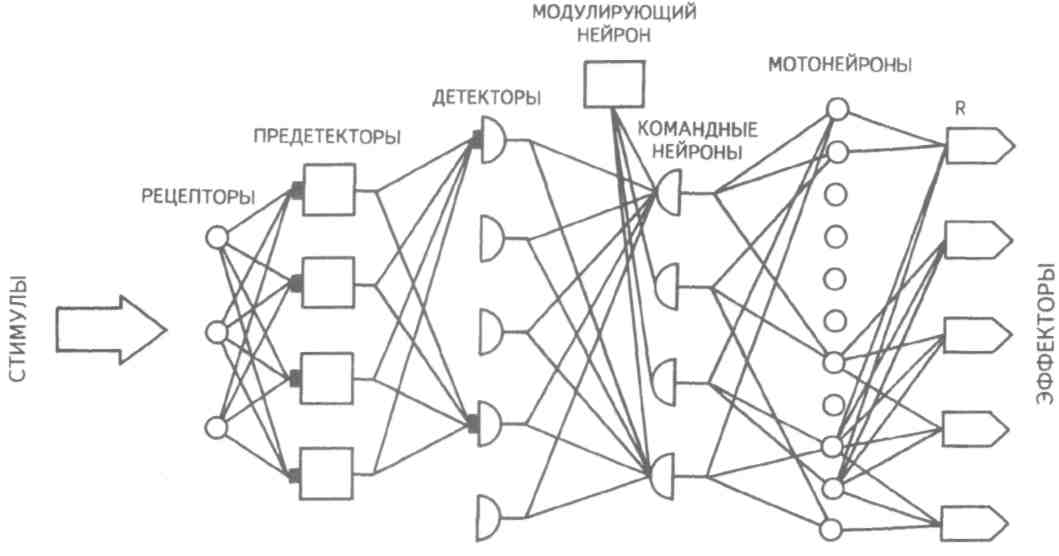 МОДУЛИРУЮЩИЙ
НЕЙРОН
МОТОНЕЙРОНЫ
ДЕТЕКТОРЫ
R
КОМАНДНЫЕ
НЕЙРОНЫ
ПРЕДЕТЕКТОРЫ
РЕЦЕПТОРЫ
СТИМУЛЫ
ЭФФЕКТОРЫ